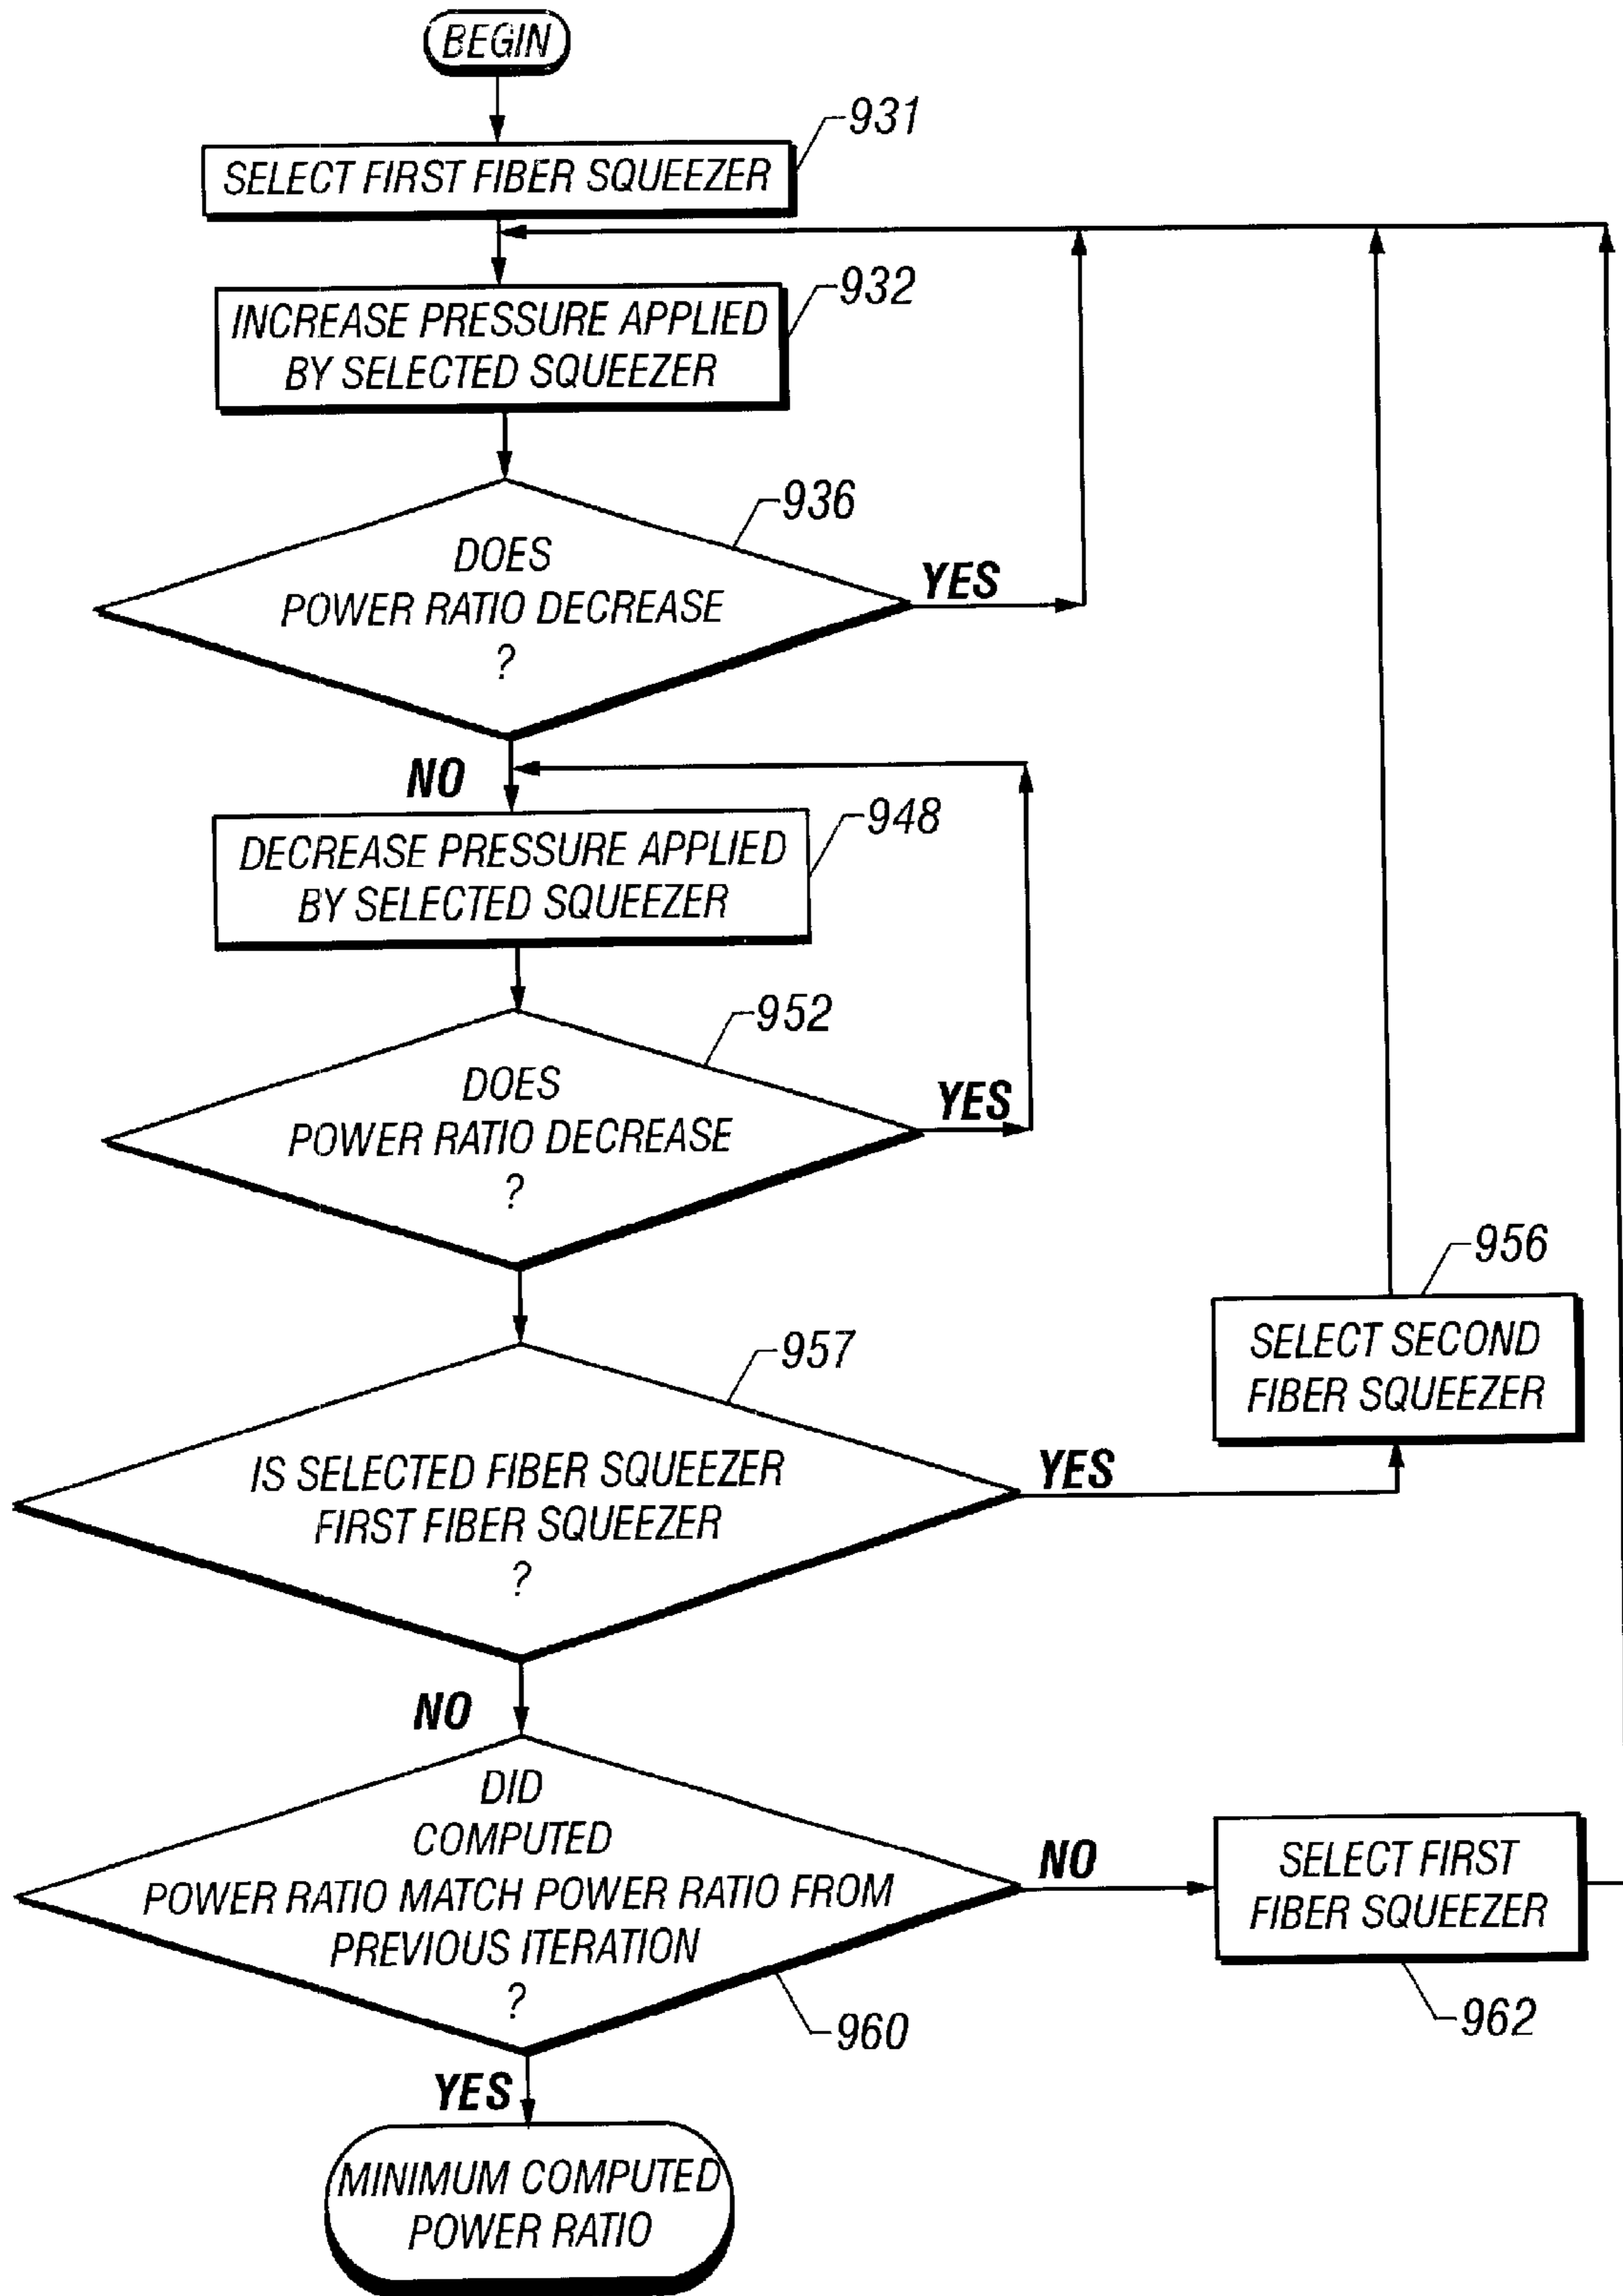 BEGIN
931
SELECT FIRST FIBER SQUEEZER
932
INCREASE PRESSURE APPLIED
BY SELECTED SQUEEZER
936
DOES
POWER RATIO DECREASE
?
YES
NO
948
DECREASE PRESSURE APPLIED
BY SELECTED SQUEEZER
952
DOES
POWER RATIO DECREASE
?
YES
956
SELECT SECOND
FIBER SQUEEZER
957
IS SELECTED FIBER SQUEEZER
FIRST FIBER SQUEEZER
?
YES
NO
DID
COMPUTED
POWER RATIO MATCH POWER RATIO FROM
PREVIOUS ITERATION
?
NO
960
SELECT FIRST
FIBER SQUEEZER
962
YES
MINIMUM COMPUTED
POWER RATIO